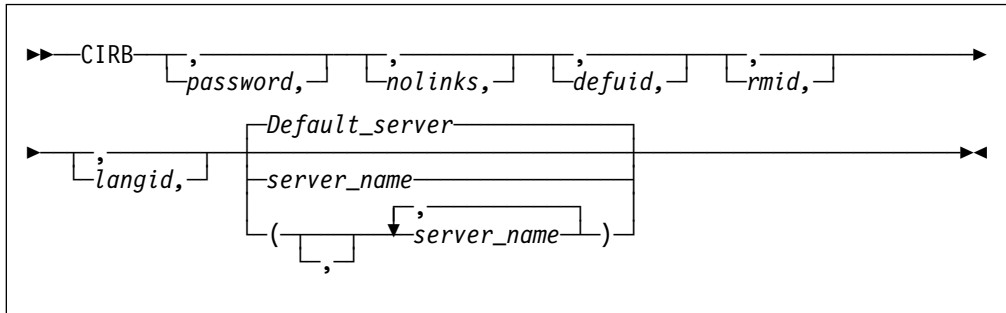 CIRB , , , ,
password, nolinks, defuid, rmid,
, Default_server
langid, server_name
,
( server_name )
,